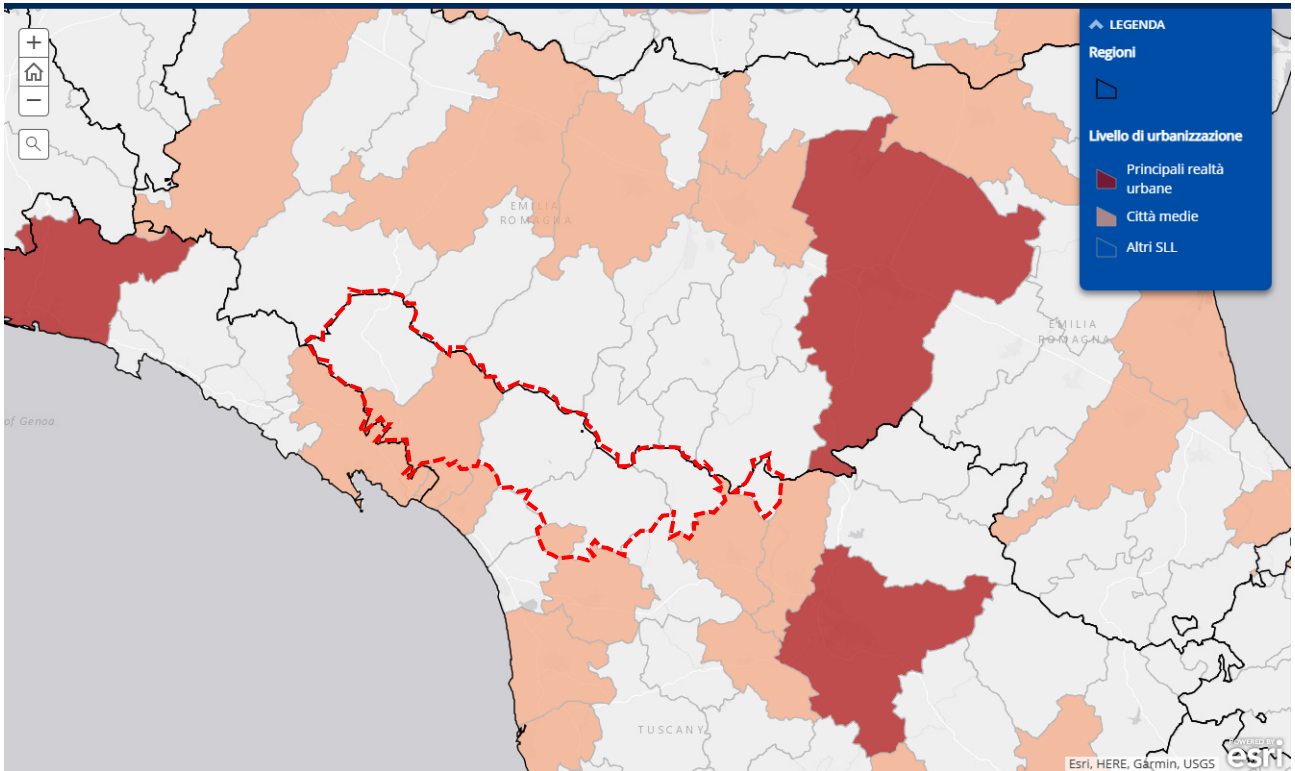 LEGENDA
Regioni
Livello di urbanizzazione
Principali realtà
urbane
Città medie
Altri SLL
EMILIA
ROMAGNA
EMILIA
ROMAGNA
of Genoa
TUSCANY
POWERED BY
esri
Esri, HERE, Garmin, USGS